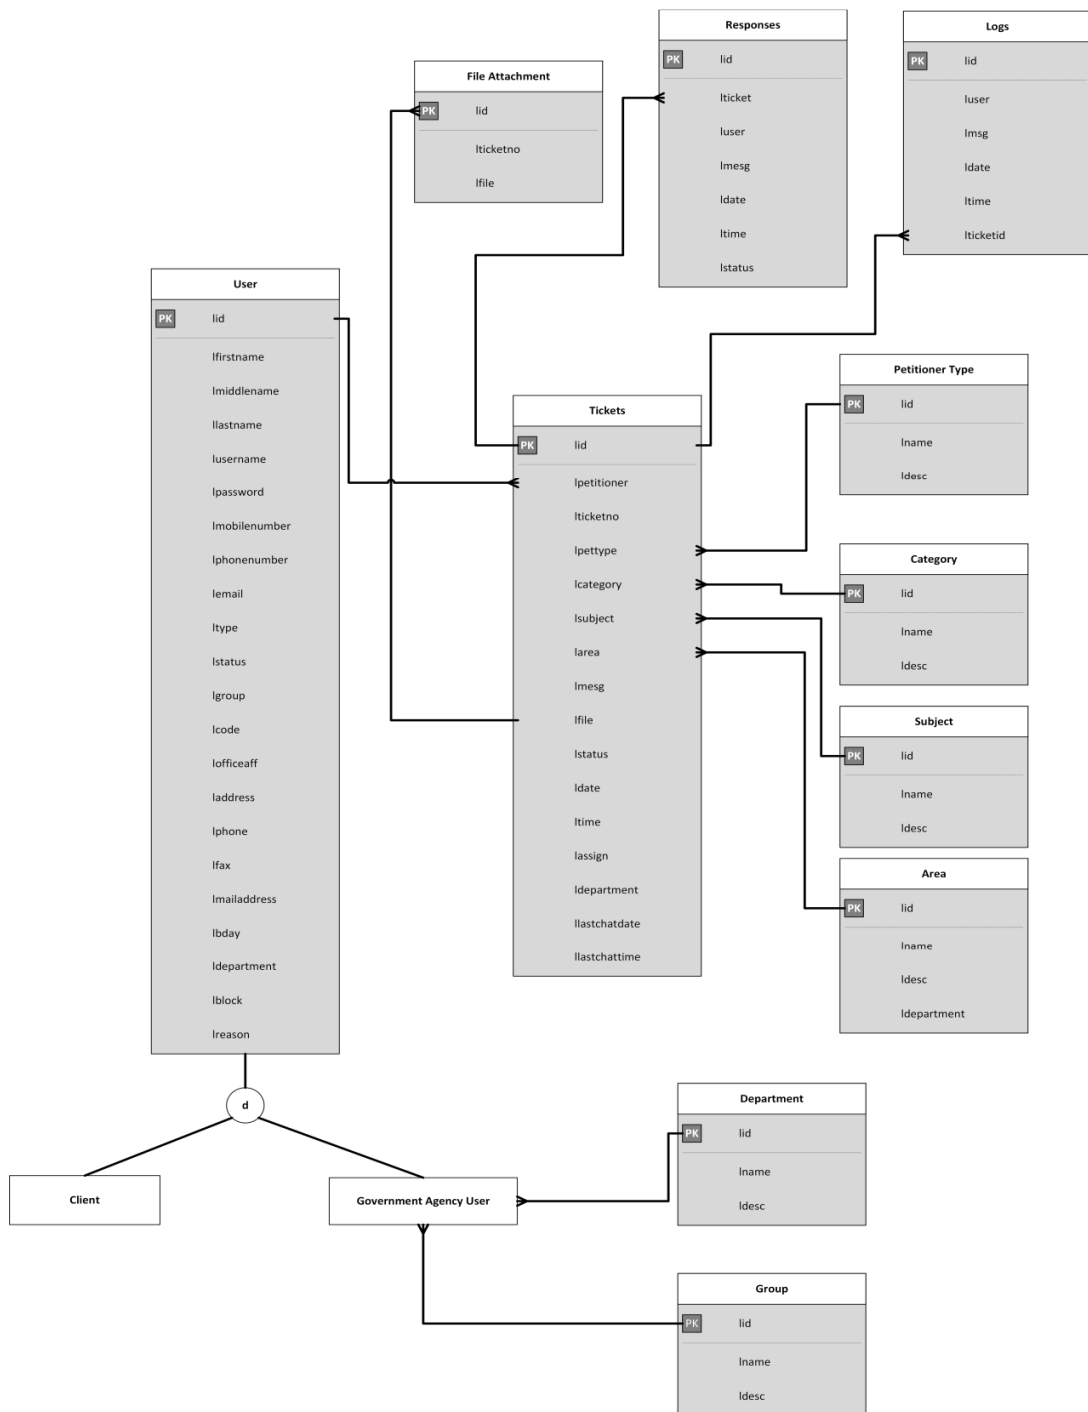 Responses
PK lid
lticket
luser
lmesg
ldate
ltime
lstatus
Logs
PK lid
luser
lmsg
ldate
ltime
lticketid
File Attachment
PK lid
lticketno
lfile
User
PK lid
lfirstname
lmiddlename
llastname
lusername
lpassword
lmobilenumber
lphonenumber
lemail
ltype
lstatus
lgroup
lcode
lofficeaff
laddress
lphone
lfax
lmailaddress
lbday
ldepartment
lblock
lreason
Tickets
PK lid
lpetitioner
lticketno
lpettype
lcategory
lsubject
larea
lmesg
lfile
lstatus
ldate
ltime
lassign
ldepartment
llastchatdate
llastchattime
Petitioner Type
PK lid
lname
ldesc
Category
PK lid
lname
ldesc
Subject
PK lid
lname
ldesc
Area
PK lid
lname
ldesc
ldepartment
d
Client
Government Agency User
Department
PK lid
lname
ldesc
Group
PK lid
lname
ldesc